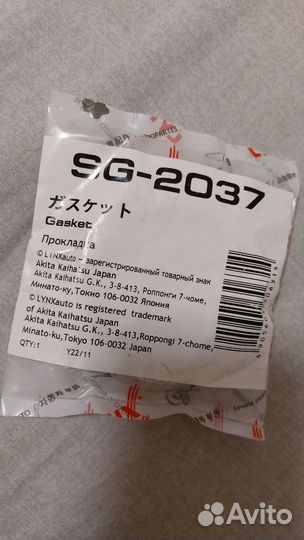 SG-2037
ガスケット
Gasket
Прокладка
© LYNXauto – зарегистрированный товарный знак
Akita Kaihatsu Japan
Akita Kaihatsu G.K., 3-8-413, Роппонги 7-чоме,
Минато-ку, Токио 106-0032 Япония
© LYNXauto is registered trademark
of Akita Kaihatsu Japan
Akita Kaihatsu G.K., 3-8-413,Roppongi 7-chome,
Minato-ku,Tokyo 106-0032 Japan
QTY:1 Y22/11
Avito